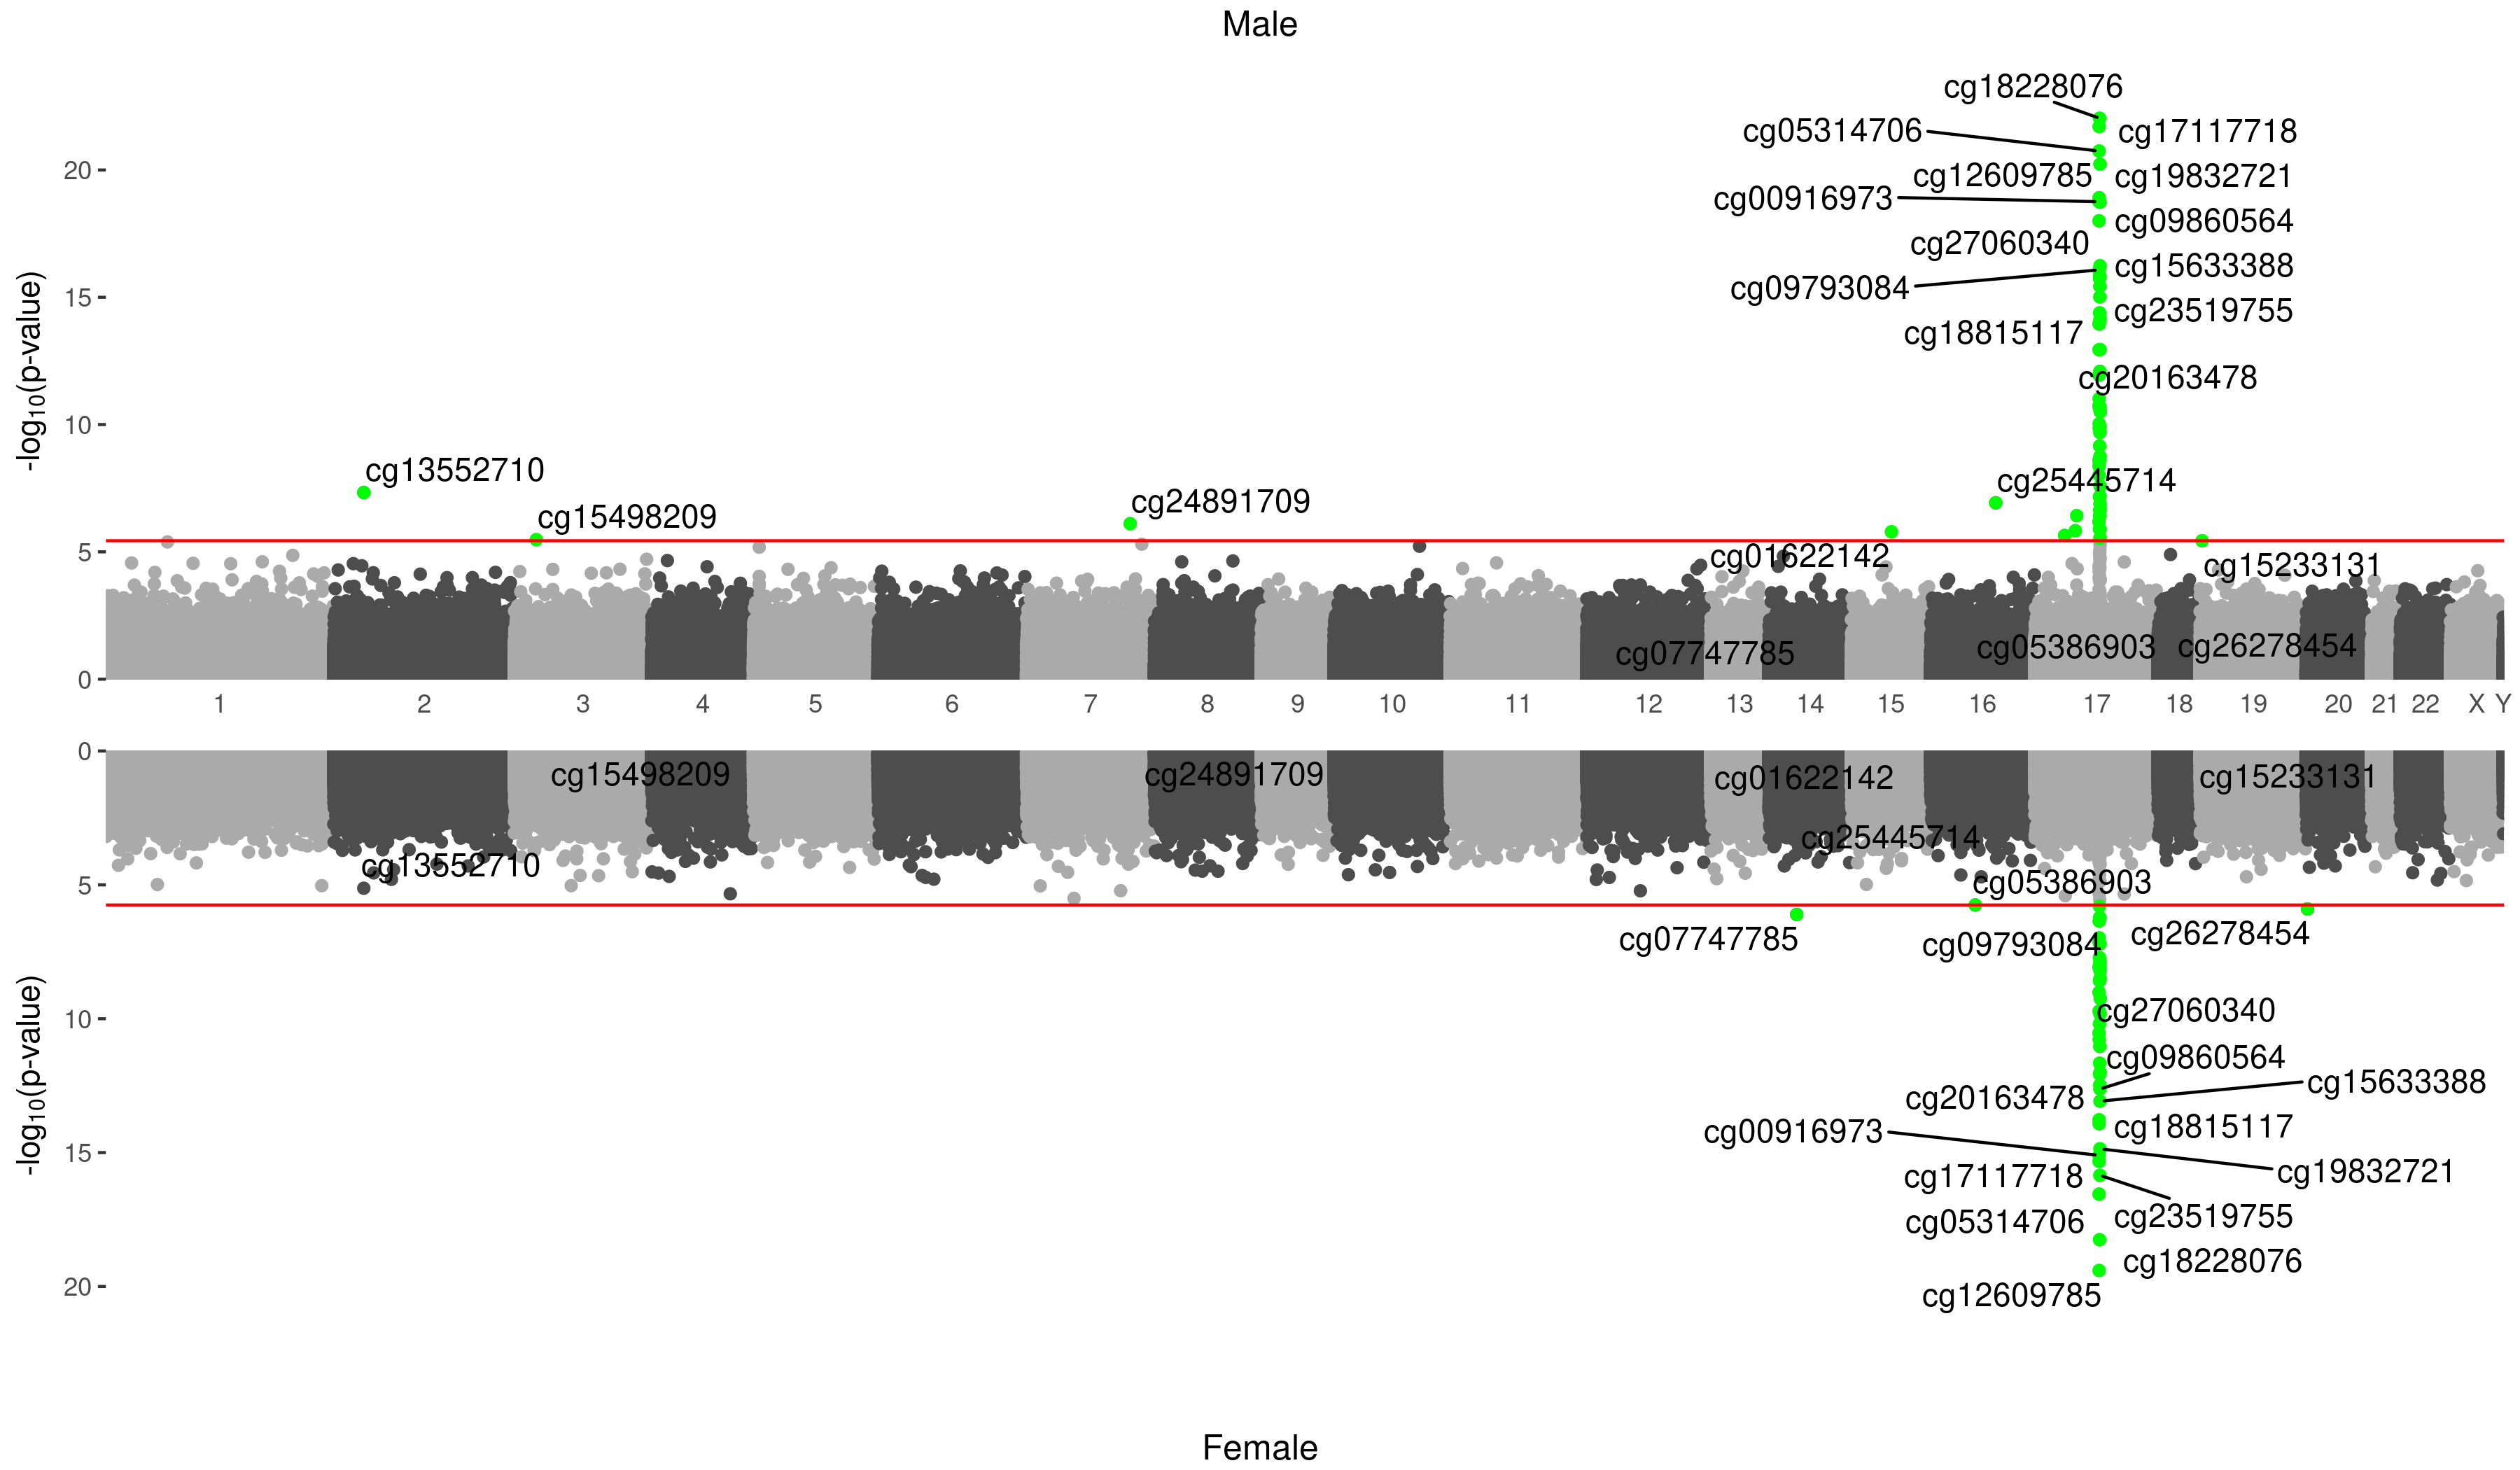 Male
cg18228076
cg05314706
cg17117718
20
cg12609785
cg19832721
cg00916973
cg09860564
cg27060340
cg15633388
15
cg09793084
cg23519755
cg18815117
-log10(p-value)
cg20163478
10
cg13552710
cg25445714
cg24891709
cg15498209
5
cg01622142
cg15233131
cg07747785
cg05386903
cg26278454
0
1 2 3 4 5 6 7 8 9 10 11 12 13 14 15 16 17 18 19 20 21 22 X Y
0
cg15498209
cg24891709
cg01622142
cg15233131
cg25445714
cg13552710
5
cg05386903
cg07747785
cg09793084
cg26278454
10
cg27060340
-log10(p-value)
cg09860564
cg15633388
cg20163478
cg00916973
cg18815117
15
cg17117718
cg19832721
cg05314706
cg23519755
cg18228076
20
cg12609785
Female